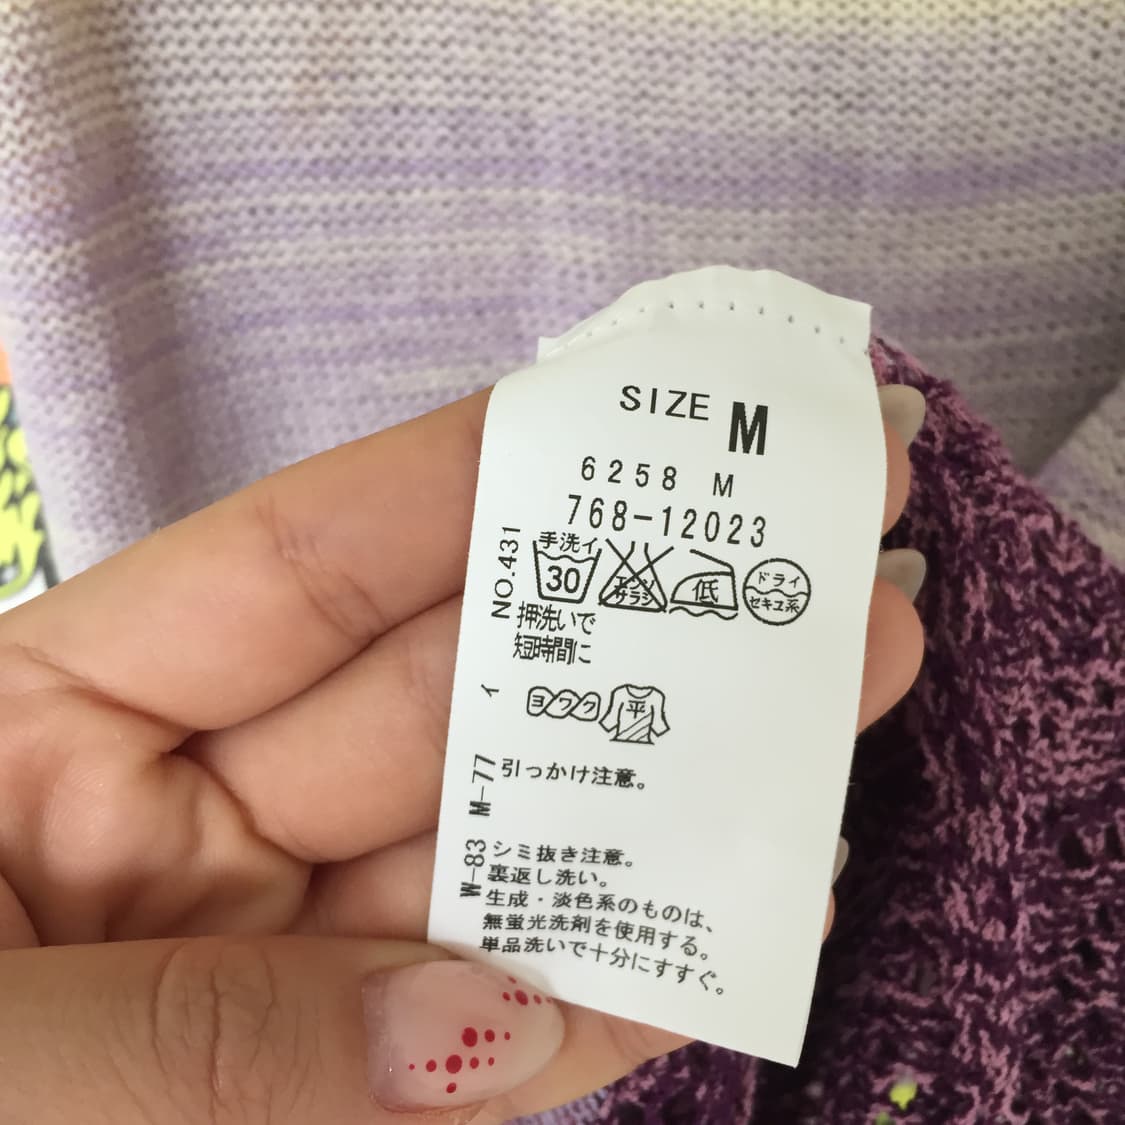 SIZE M
6258 M
768-12023
NO.431
手洗イ
30
エンソ
サラシ
低
ドライ
セキユ系
押洗いで
短時間に
イ
ヨワク
平
M-77
引っかけ注意。
W-83
シミ抜き注意。
裏返し洗い。
生成・淡色系のものは、
無蛍光洗剤を使用する。
単品洗いで十分にすすぐ。